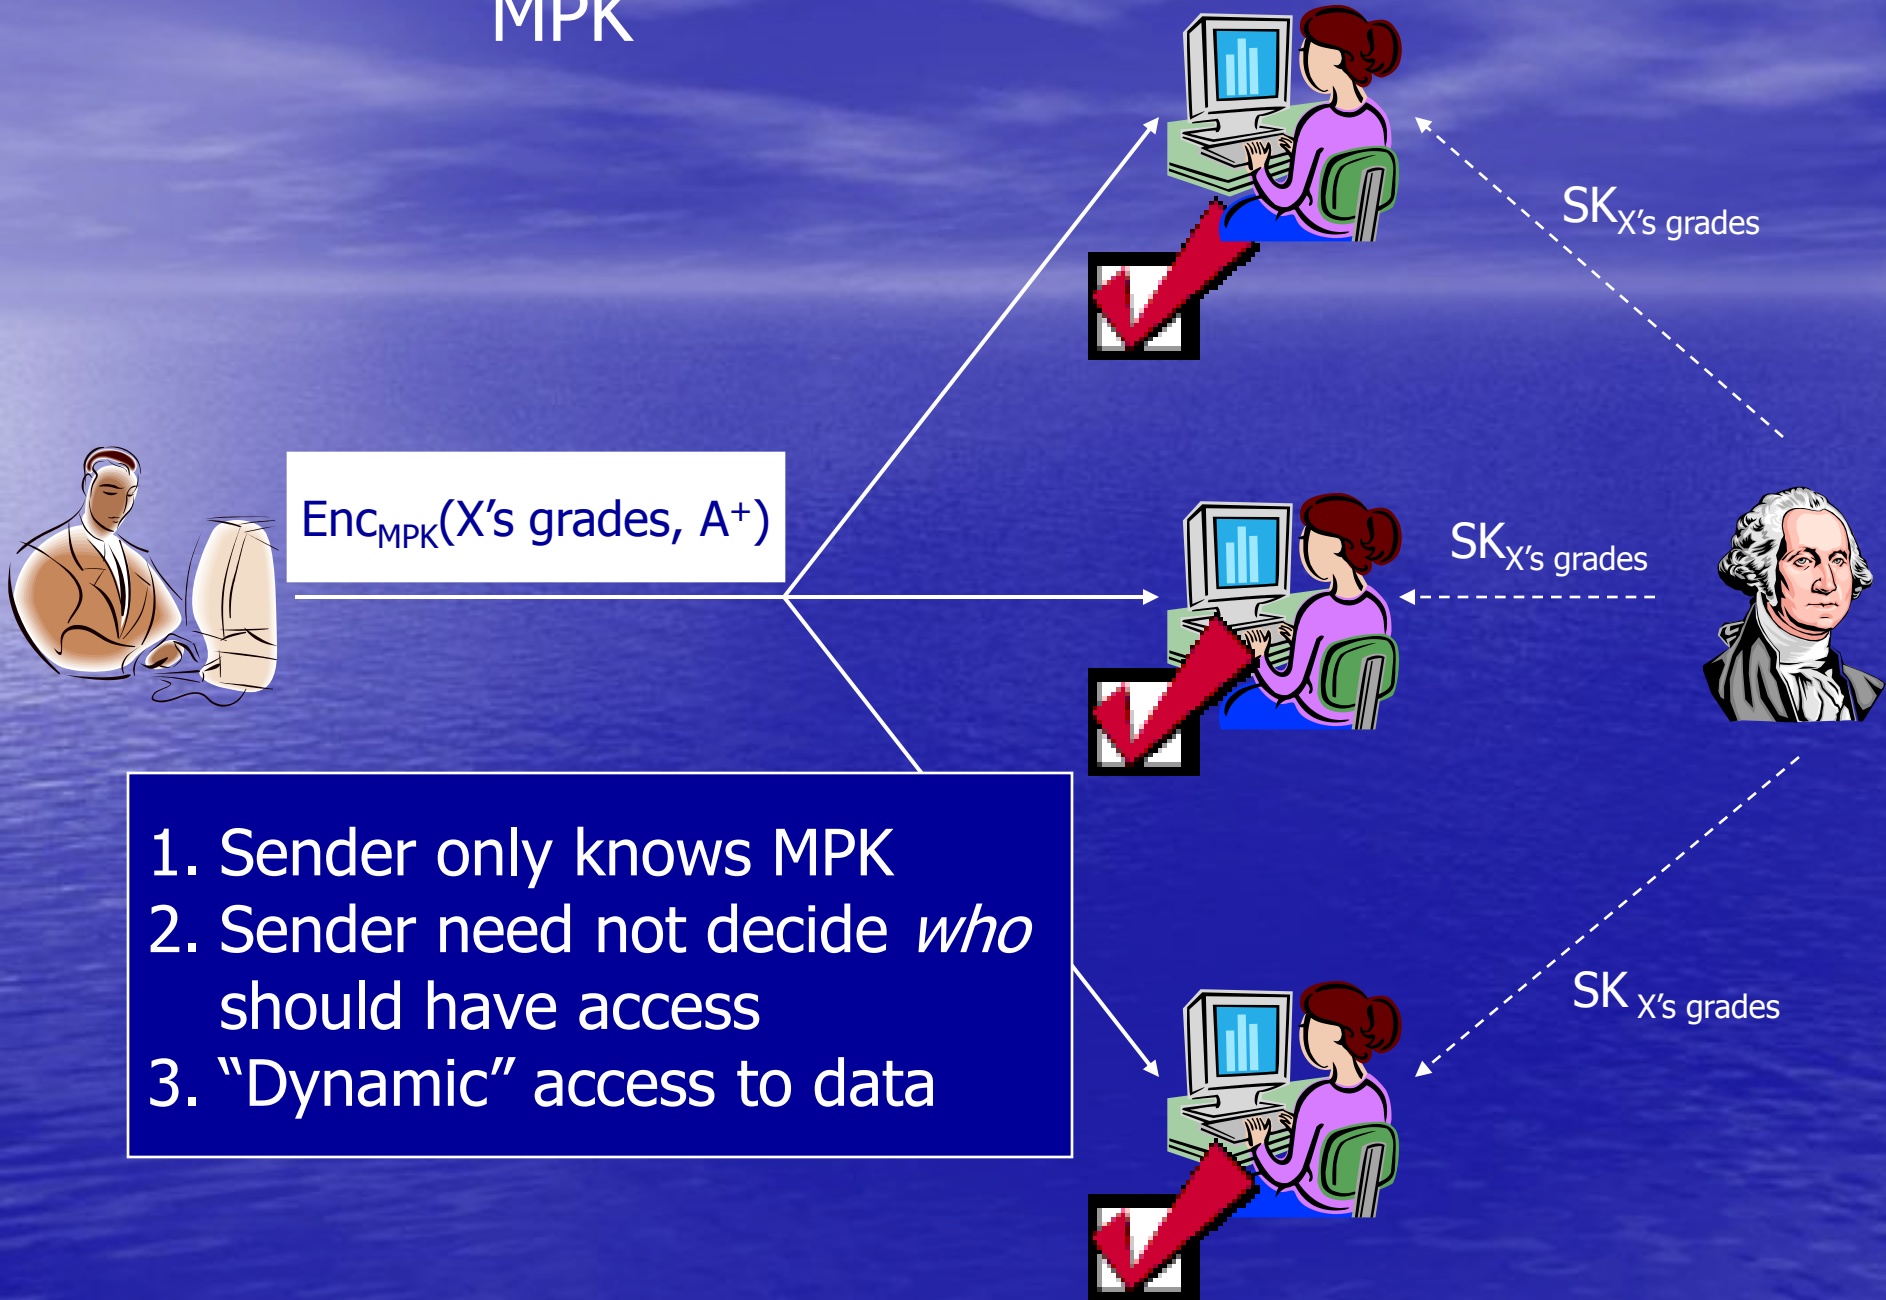 MPK
SK_X's grades
Enc_MPK(X’s grades, A⁺)
SK_X's grades
1. Sender only knows MPK
2. Sender need not decide who
should have access
3. “Dynamic” access to data
SK X's grades